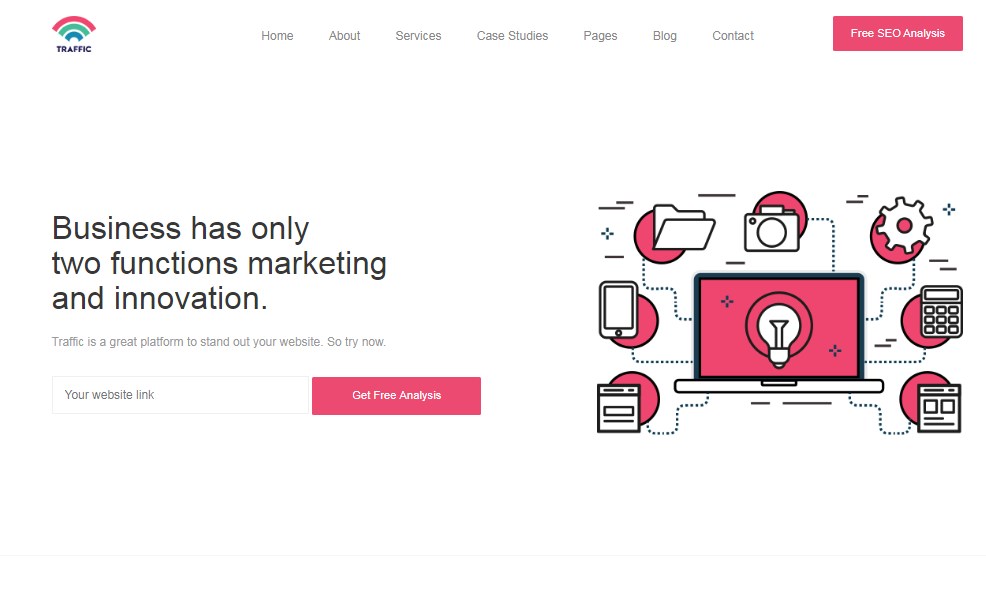 TRAFFIC
Home
About
Services
Case Studies
Pages
Blog
Contact
Free SEO Analysis
Business has only
two functions marketing
and innovation.
Traffic is a great platform to stand out your website. So try now.
Your website link
Get Free Analysis